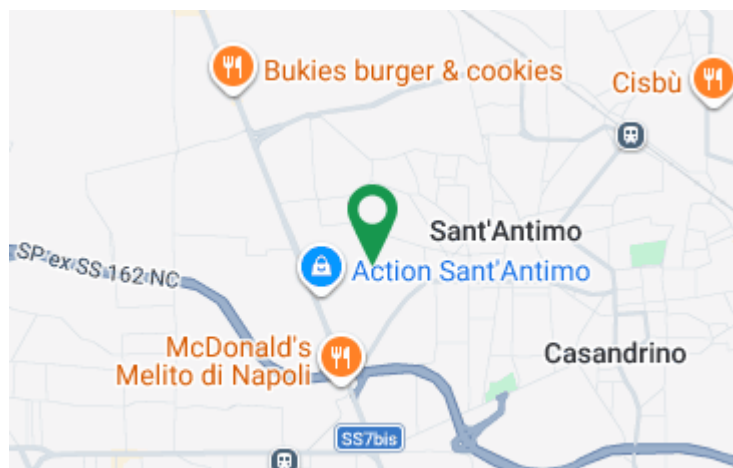 Bukies burger & cookies
Cisbù
Sant'Antimo
SP ex SS 162 NC
Action Sant'Antimo
McDonald's
Melito di Napoli
Casandrino
SS7bis